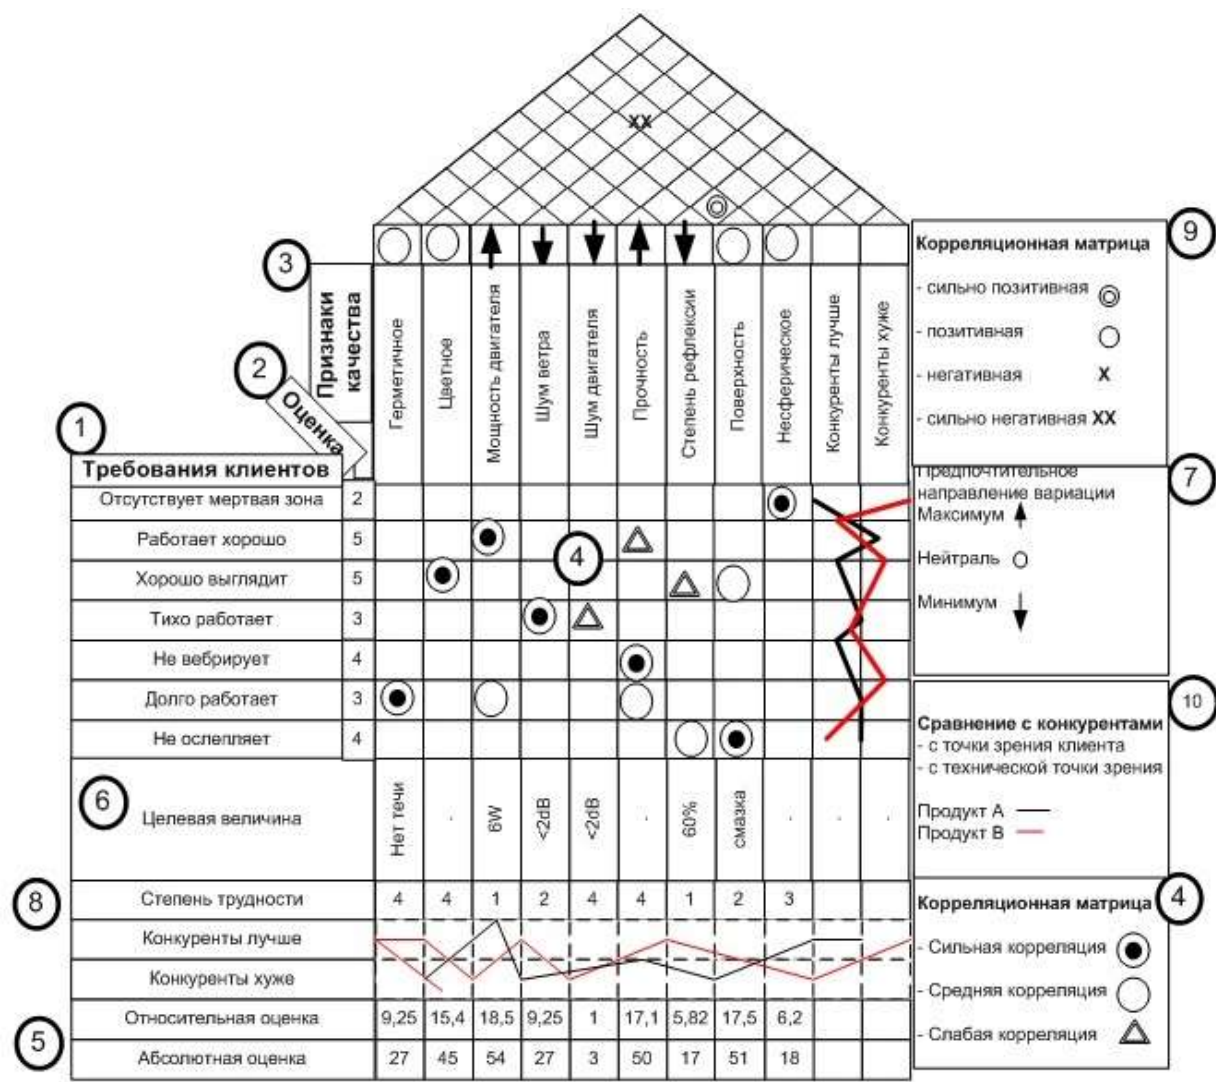 XX
3
Признаки
качества
2
Оценка
1
Требования клиентов
Герметичное
Цветное
Мощность двигателя
Шум ветра
Шум двигателя
Прочность
Степень рефлексии
Поверхность
Несферическое
Конкуренты лучше
Конкуренты хуже
Отсутствует мертвая зона 2
Работает хорошо 5
4
Хорошо выглядит 5
Тихо работает 3
Не вебрирует 4
Долго работает 3
Не ослепляет 4
6
Целевая величина Нет течи . 6W <2dB <2dB . 60% смазка . . .
8
Степень трудности 4 4 1 2 4 4 1 2 3
Конкуренты лучше
Конкуренты хуже
Относительная оценка 9,25 15,4 18,5 9,25 1 17,1 5,82 17,5 6,2
5
Абсолютная оценка 27 45 54 27 3 50 17 51 18
9
Корреляционная матрица
- сильно позитивная
- позитивная
- негативная X
- сильно негативная XX
7
Предпочтительное
направление вариации
Максимум
Нейтраль
Минимум
10
Сравнение с конкурентами
- с точки зрения клиента
- с технической точки зрения
Продукт А
Продукт В
4
Корреляционная матрица
- Сильная корреляция
- Средняя корреляция
- Слабая корреляция